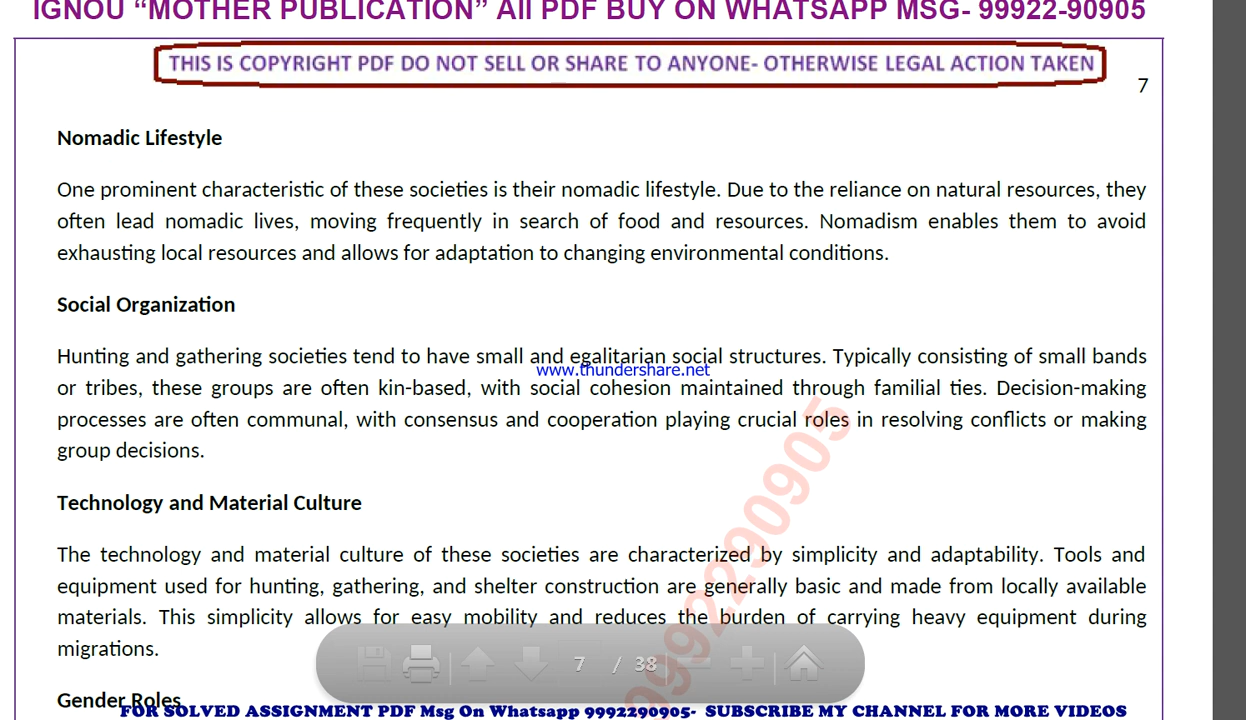 IGNOU “MOTHER PUBLICATION” All PDF BUY ON WHATSAPP MSG- 99922-90905
THIS IS COPYRIGHT PDF DO NOT SELL OR SHARE TO ANYONE- OTHERWISE LEGAL ACTION TAKEN
7
Nomadic Lifestyle
One prominent characteristic of these societies is their nomadic lifestyle. Due to the reliance on natural resources, they
often lead nomadic lives, moving frequently in search of food and resources. Nomadism enables them to avoid
exhausting local resources and allows for adaptation to changing environmental conditions.
Social Organization
Hunting and gathering societies tend to have small and egalitarian social structures. Typically consisting of small bands
www.thundershare.net
or tribes, these groups are often kin-based, with social cohesion maintained through familial ties. Decision-making
processes are often communal, with consensus and cooperation playing crucial roles in resolving conflicts or making
group decisions.
9992290905
Technology and Material Culture
The technology and material culture of these societies are characterized by simplicity and adaptability. Tools and
equipment used for hunting, gathering, and shelter construction are generally basic and made from locally available
materials. This simplicity allows for easy mobility and reduces the burden of carrying heavy equipment during
migrations.
7 / 38
Gender Roles
FOR SOLVED ASSIGNMENT PDF Msg On Whatsapp 9992290905- SUBSCRIBE MY CHANNEL FOR MORE VIDEOS